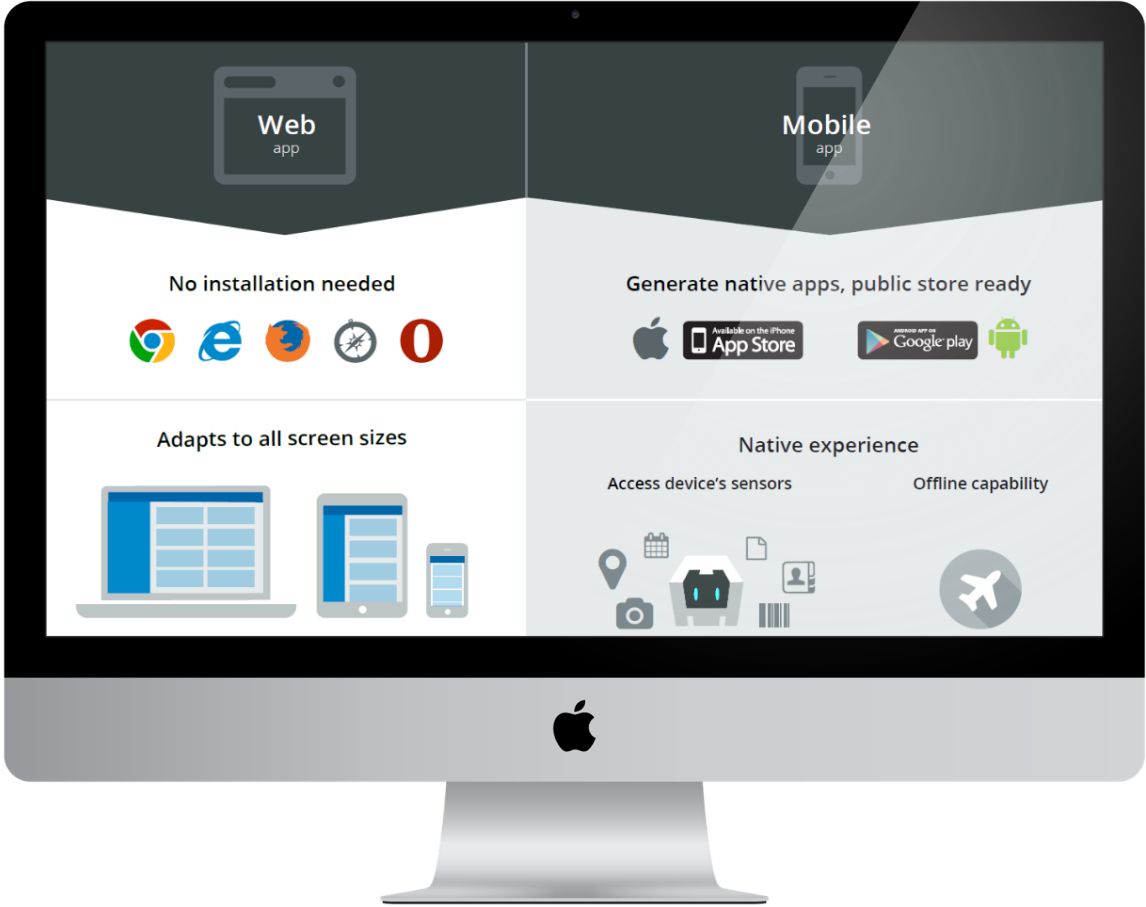 Web
app
Mobile
app
No installation needed
Generate native apps, public store ready
Available on the iPhone
App Store
ANDROID APP ON
Google play
Adapts to all screen sizes
Native experience
Access device's sensors
Offline capability